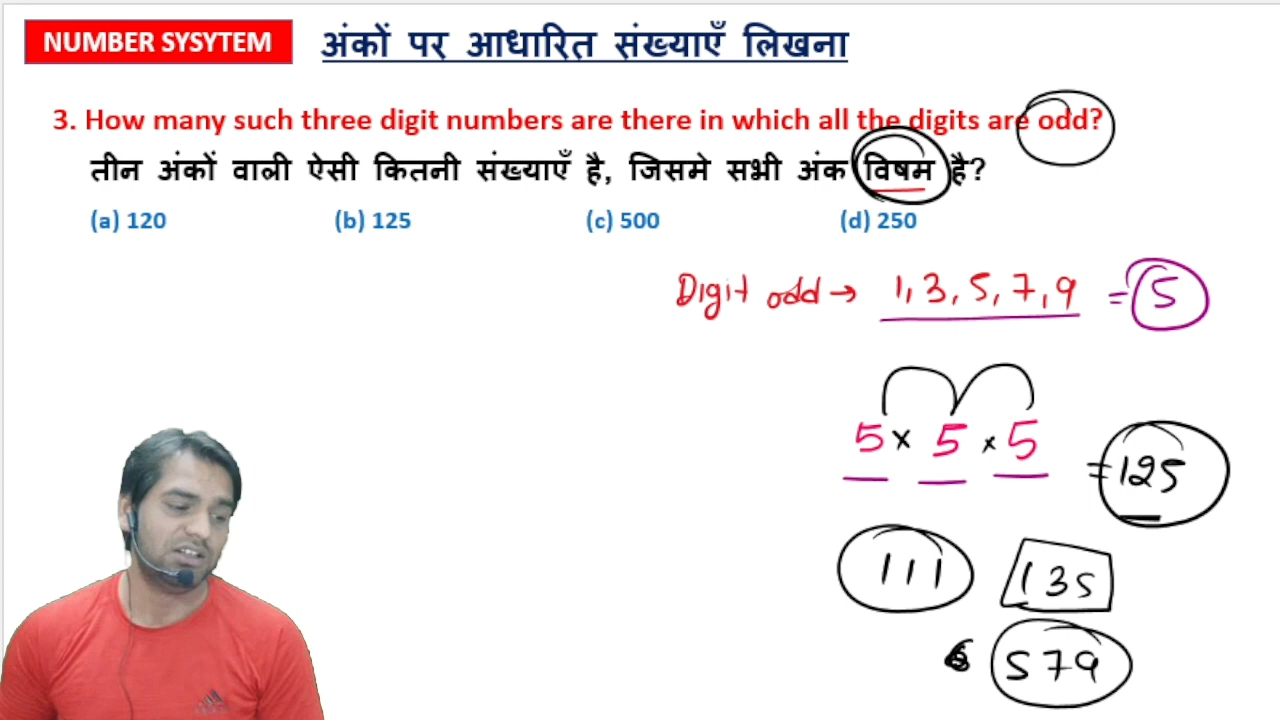 NUMBER SYSYTEM अंकों पर आधारित संख्याएँ लिखना
3. How many such three digit numbers are there in which all the digits are odd?
तीन अंकों वाली ऐसी कितनी संख्याएँ है, जिसमे सभी अंक विषम है?
(a) 120 (b) 125 (c) 500 (d) 250
Digit odd → 1, 3, 5, 7, 9 = 5
5 × 5 × 5 = 125
111 135
579